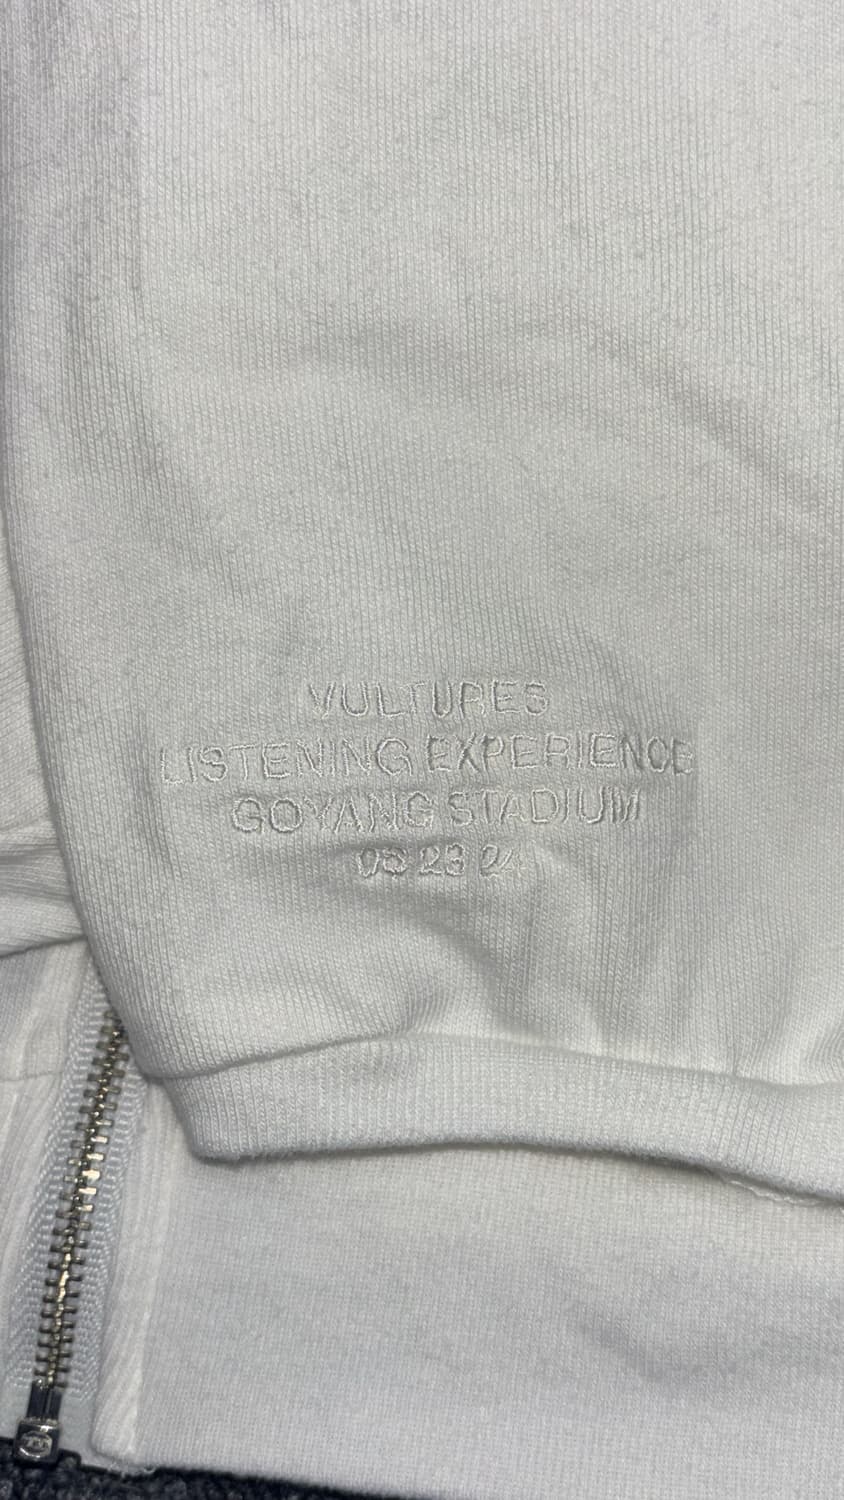 VULTURES
LISTENING EXPERIENCE
GOYANG STADIUM
08 23 24